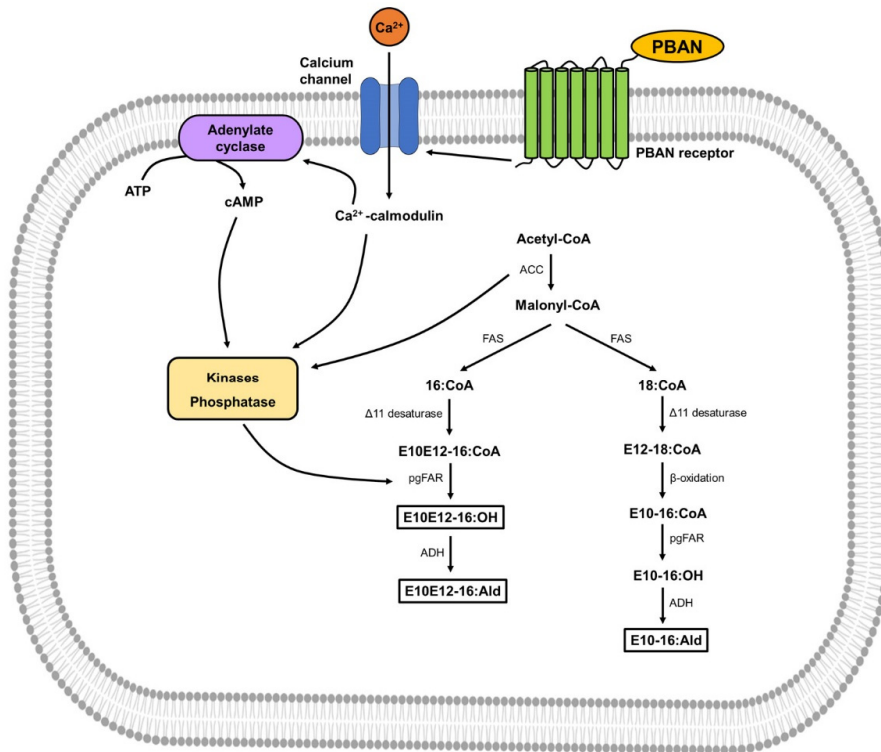 Ca²⁺
PBAN
Calcium
channel
Adenylate
cyclase
PBAN receptor
ATP
cAMP
Ca²⁺-calmodulin
Acetyl-CoA
ACC
Malonyl-CoA
FAS
FAS
Kinases
Phosphatase
16:CoA
18:CoA
Δ11 desaturase
Δ11 desaturase
E10E12-16:CoA
E12-18:CoA
pgFAR
β-oxidation
E10E12-16:OH
E10-16:CoA
pgFAR
ADH
E10-16:OH
E10E12-16:Ald
ADH
E10-16:Ald